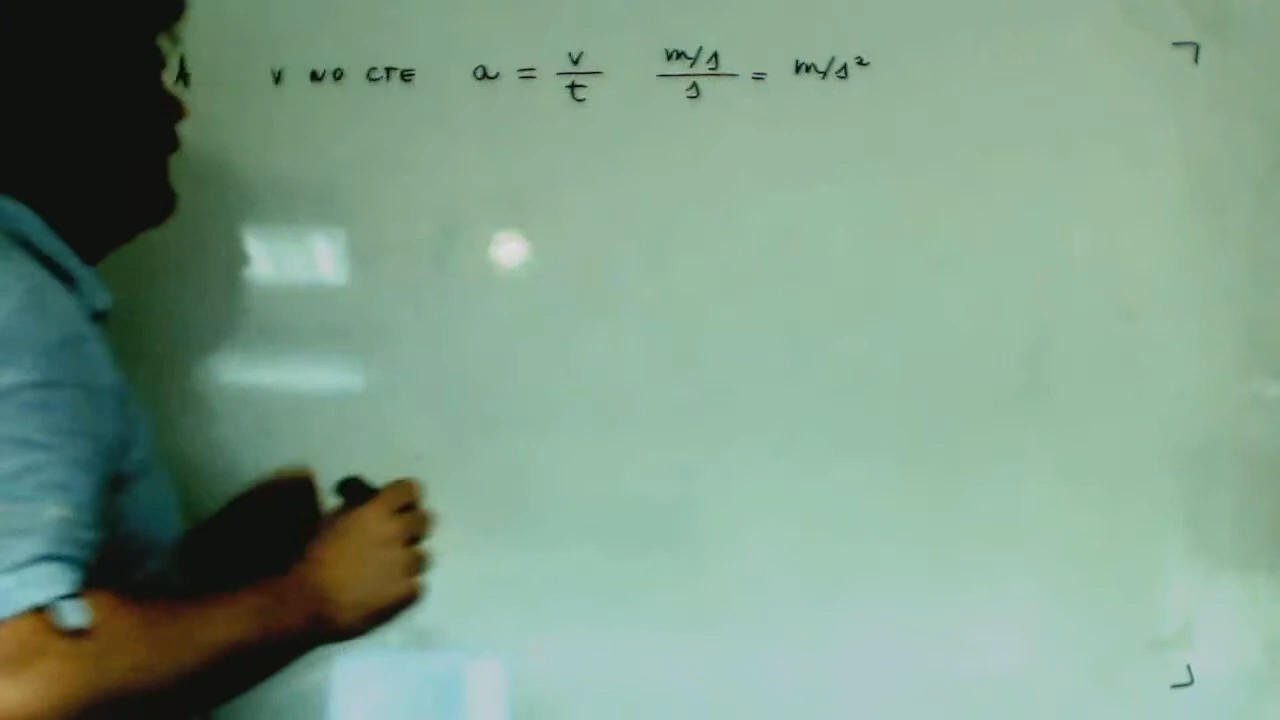 A V NO CTE a = v/t m/s/s = m/s²